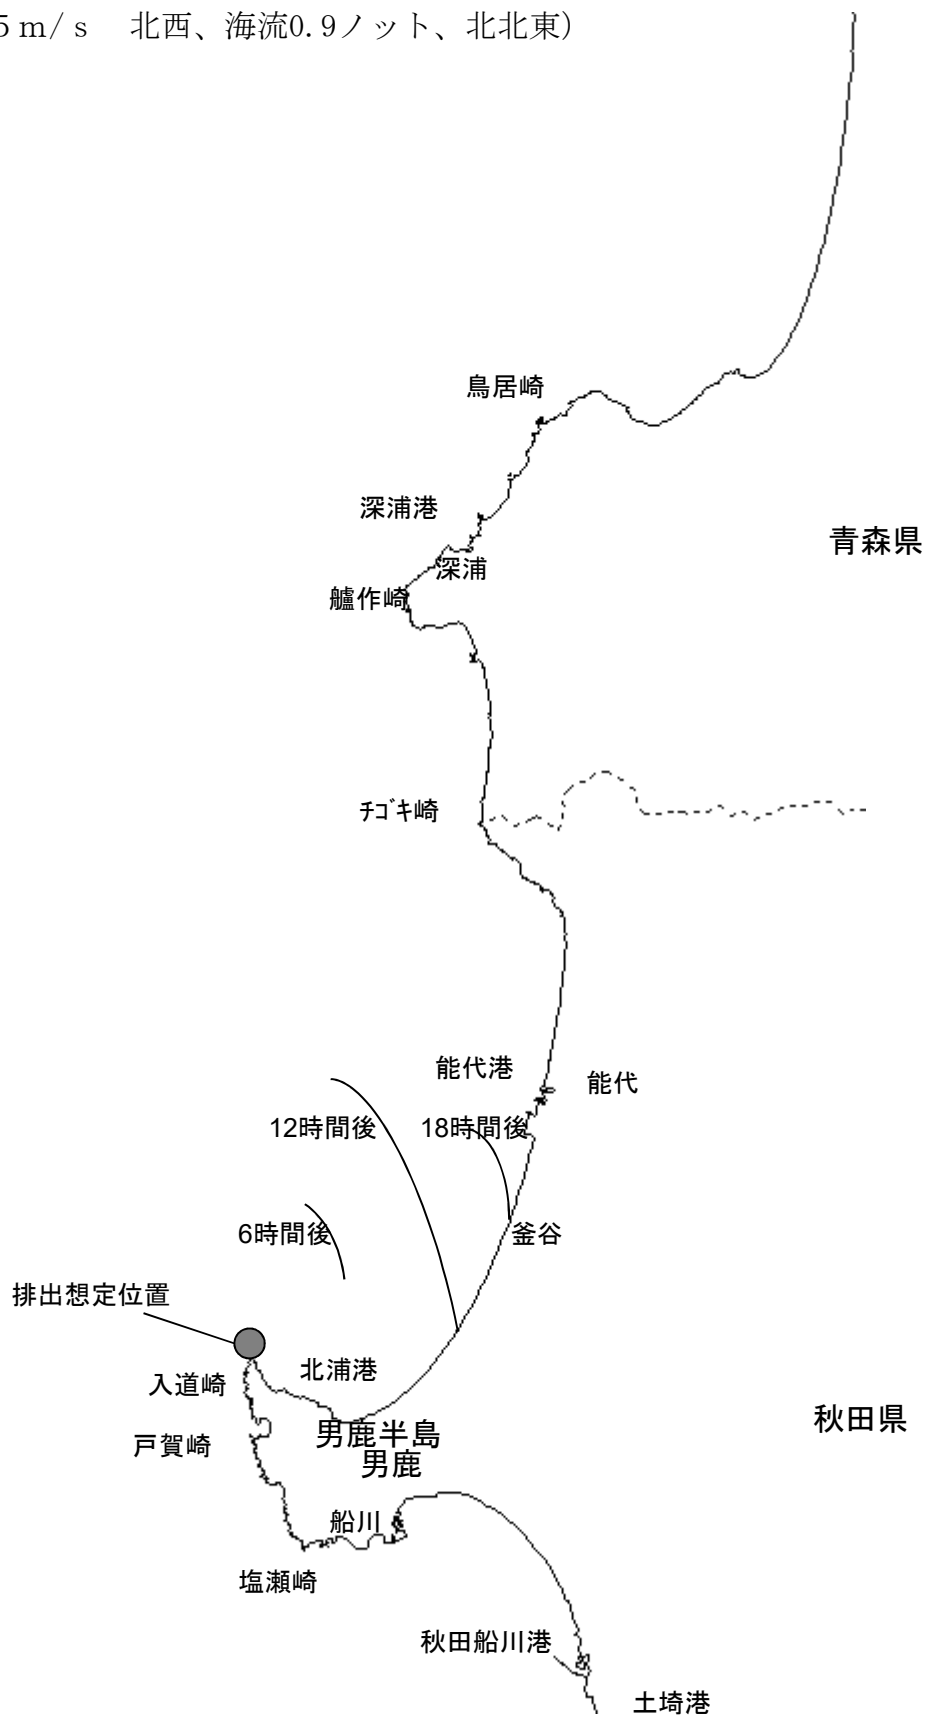 5 m/ s　北西、海流0.9ノット、北北東)
鳥居崎
深浦港
青森県
深浦
艫作崎
ﾁｺﾞｷ崎
能代港
能代
12時間後
18時間後
6時間後
釜谷
排出想定位置
北浦港
入道崎
秋田県
戸賀崎
男鹿半島
男鹿
船川
塩瀬崎
秋田船川港
土埼港